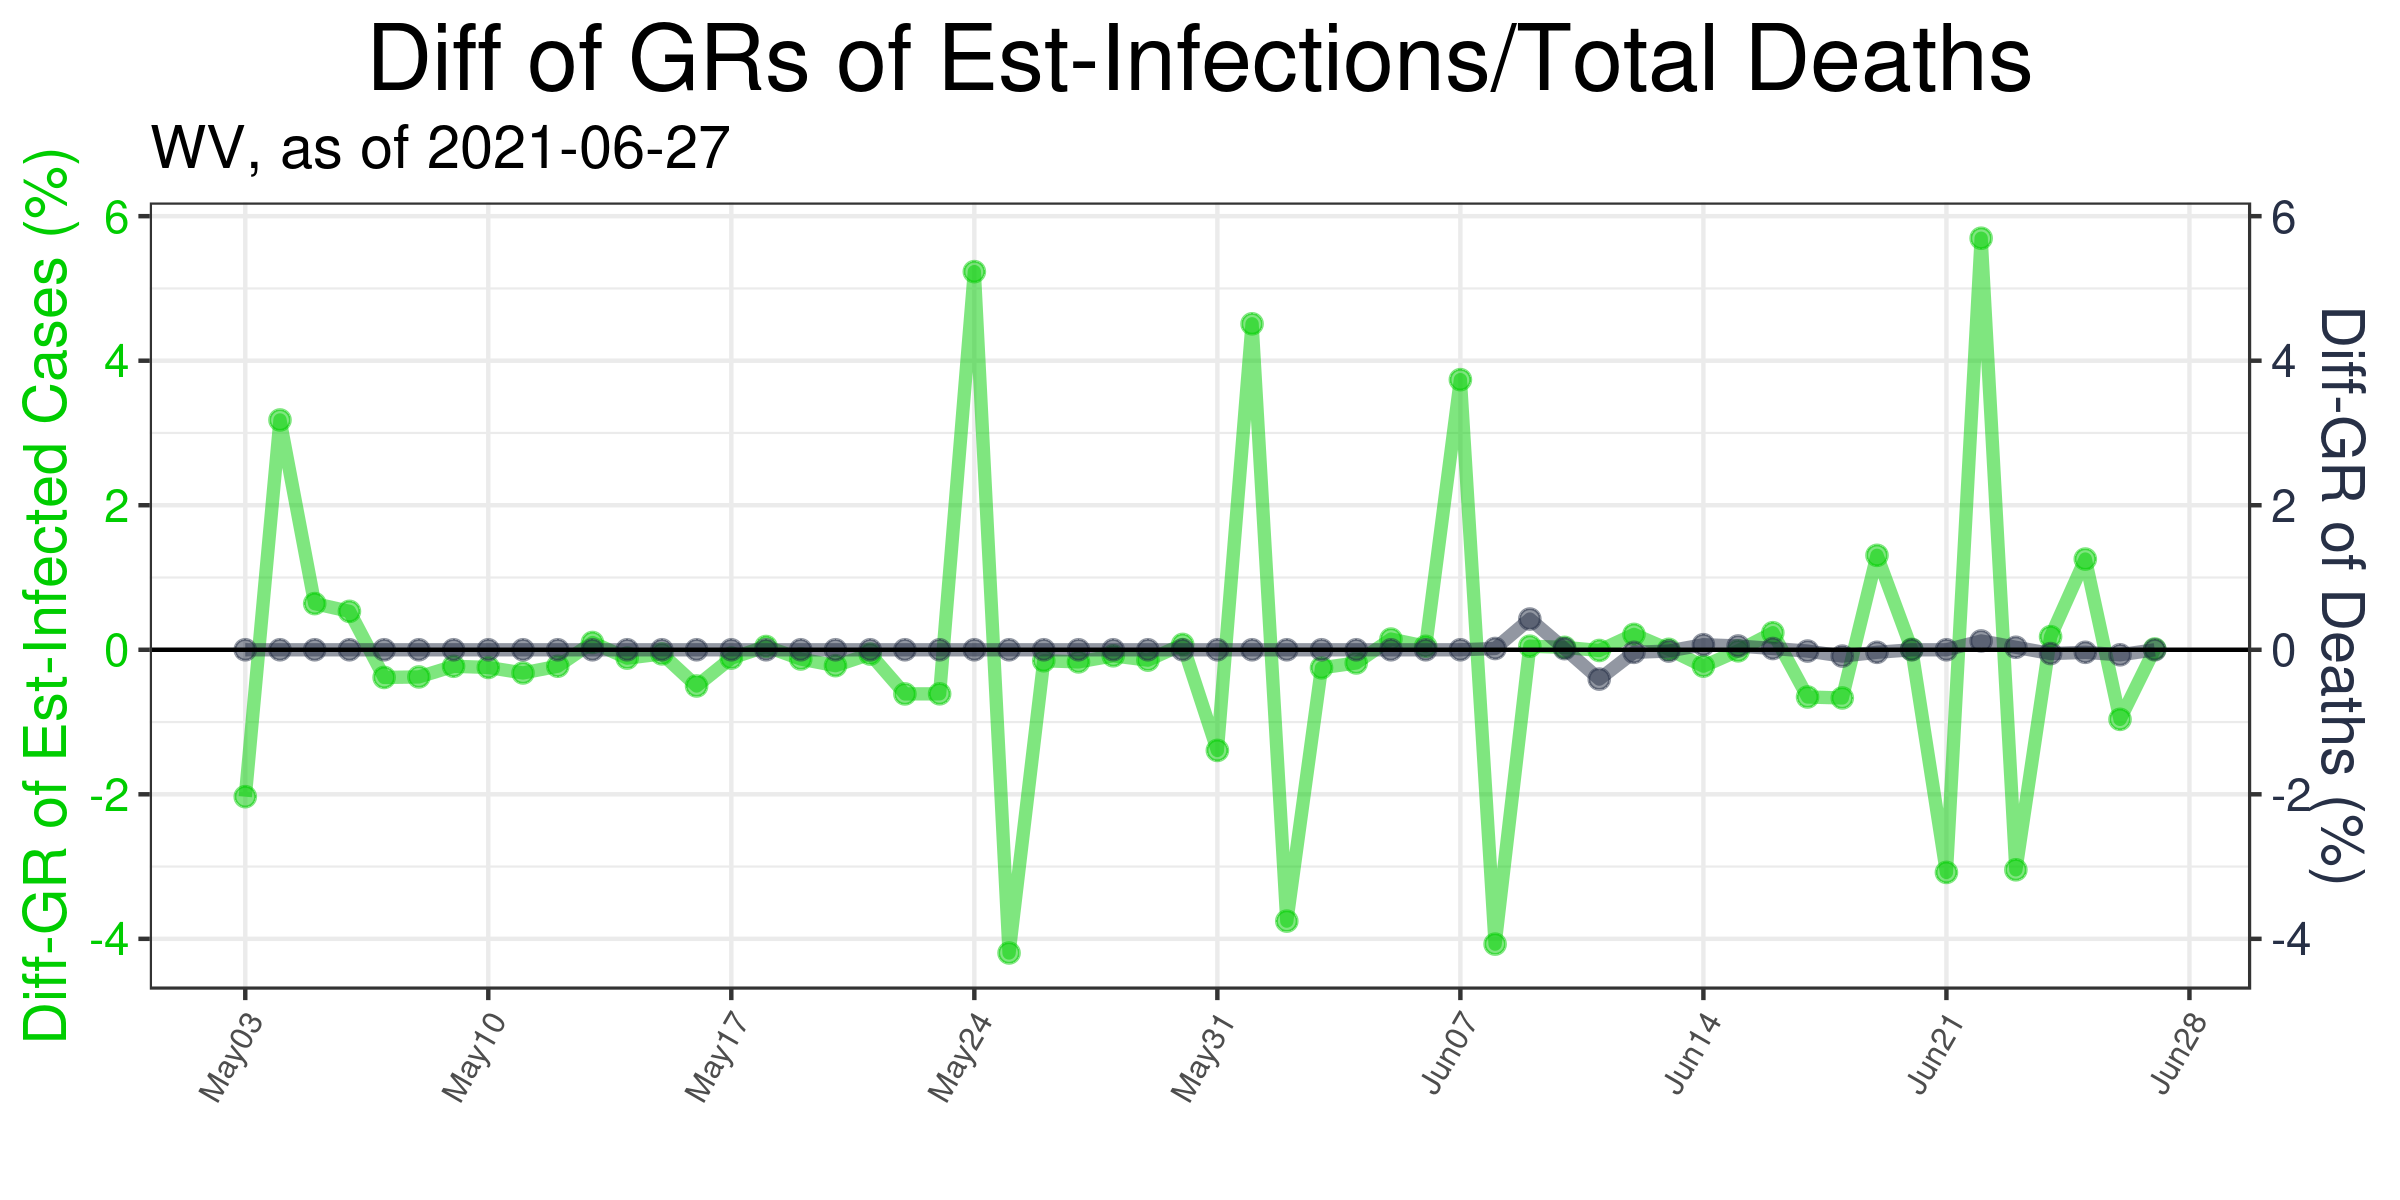 Diff of GRs of Est-Infections/Total Deaths
WV, as of 2021-06-27
Diff-GR of Est-Infected Cases (%)
6
4
2
0
-2
-4
6
4
2
0
-2
-4
Diff-GR of Deaths (%)
May03
May10
May17
May24
May31
Jun07
Jun14
Jun21
Jun28